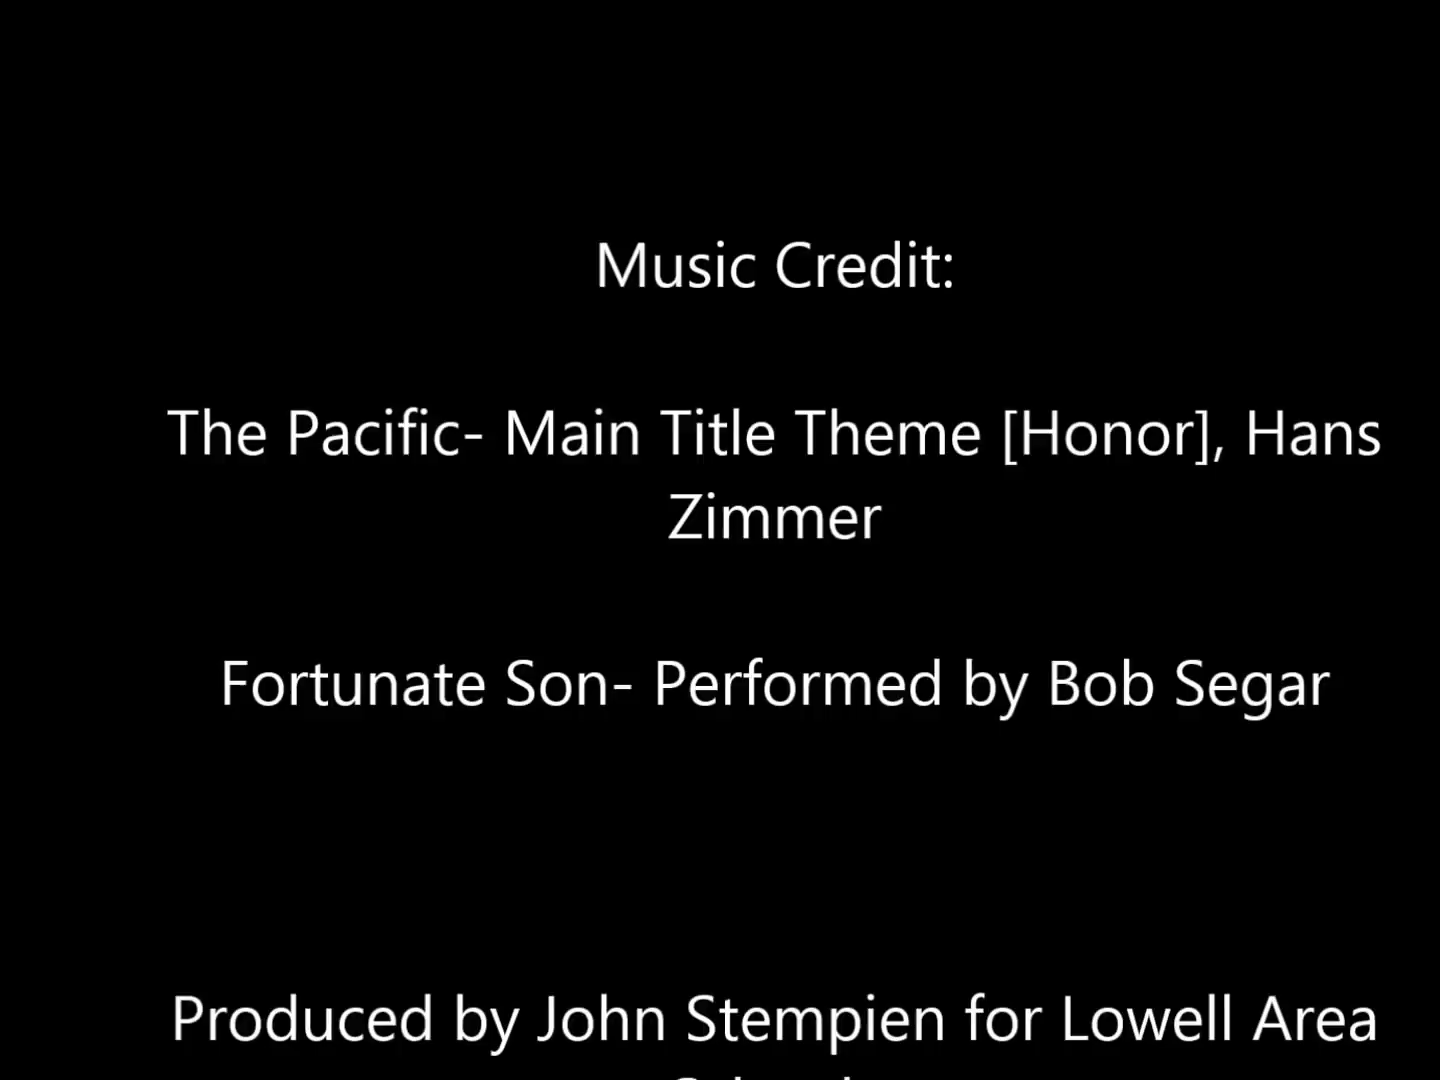 Music Credit:
The Pacific- Main Title Theme [Honor], Hans
Zimmer
Fortunate Son- Performed by Bob Segar
Produced by John Stempien for Lowell Area